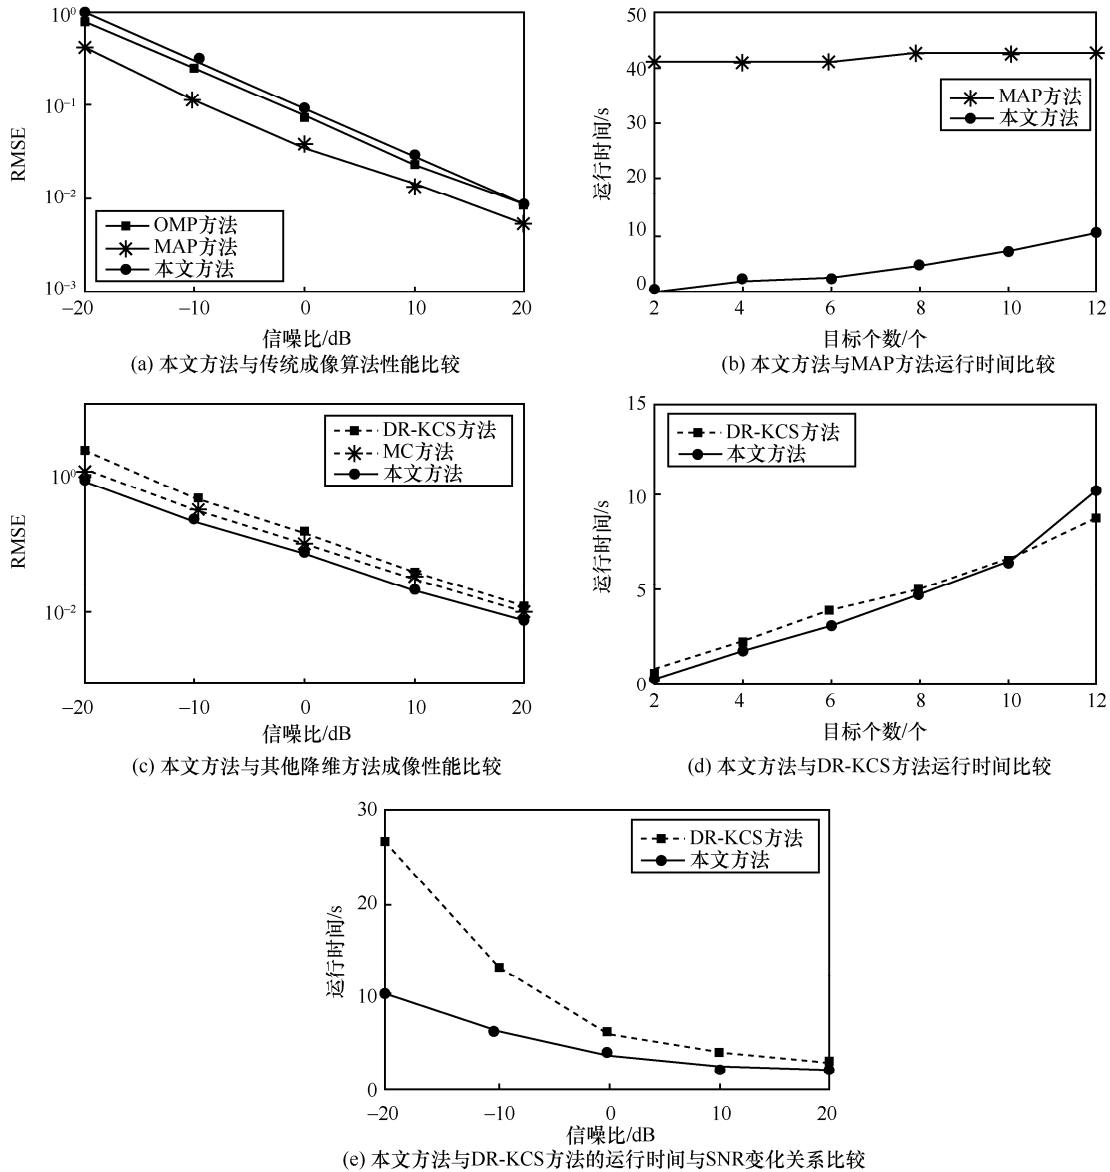 10⁰
10⁻¹
10⁻²
10⁻³
RMSE
OMP方法
MAP方法
本文方法
−20 −10 0 10 20
信噪比/dB
(a) 本文方法与传统成像算法性能比较
50
40
30
20
10
0
运行时间/s
MAP方法
本文方法
2 4 6 8 10 12
目标个数/个
(b) 本文方法与MAP方法运行时间比较
10⁰
10⁻²
RMSE
DR-KCS方法
MC方法
本文方法
−20 −10 0 10 20
信噪比/dB
(c) 本文方法与其他降维方法成像性能比较
15
10
5
0
运行时间/s
DR-KCS方法
本文方法
2 4 6 8 10 12
目标个数/个
(d) 本文方法与DR-KCS方法运行时间比较
30
20
10
0
运行时间/s
DR-KCS方法
本文方法
−20 −10 0 10 20
信噪比/dB
(e) 本文方法与DR-KCS方法的运行时间与SNR变化关系比较